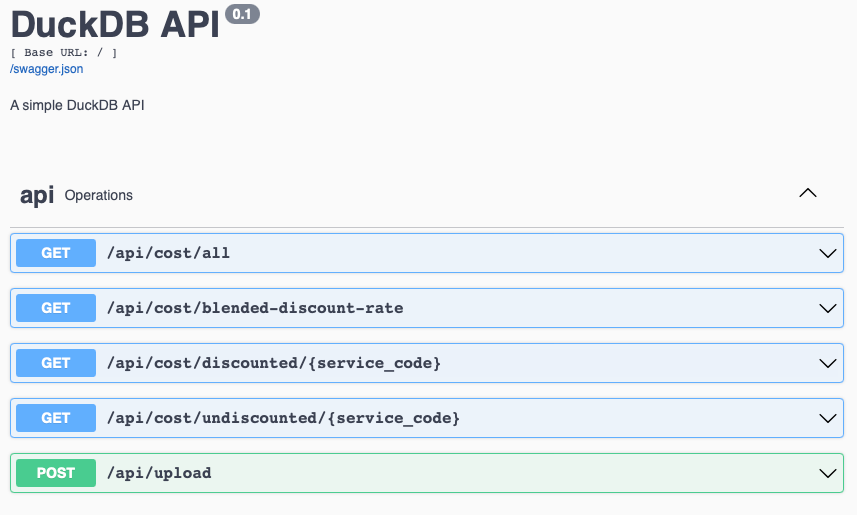 DuckDB API 0.1
[ Base URL: / ]
/swagger.json
A simple DuckDB API
api Operations
GET /api/cost/all
GET /api/cost/blended-discount-rate
GET /api/cost/discounted/{service_code}
GET /api/cost/undiscounted/{service_code}
POST /api/upload